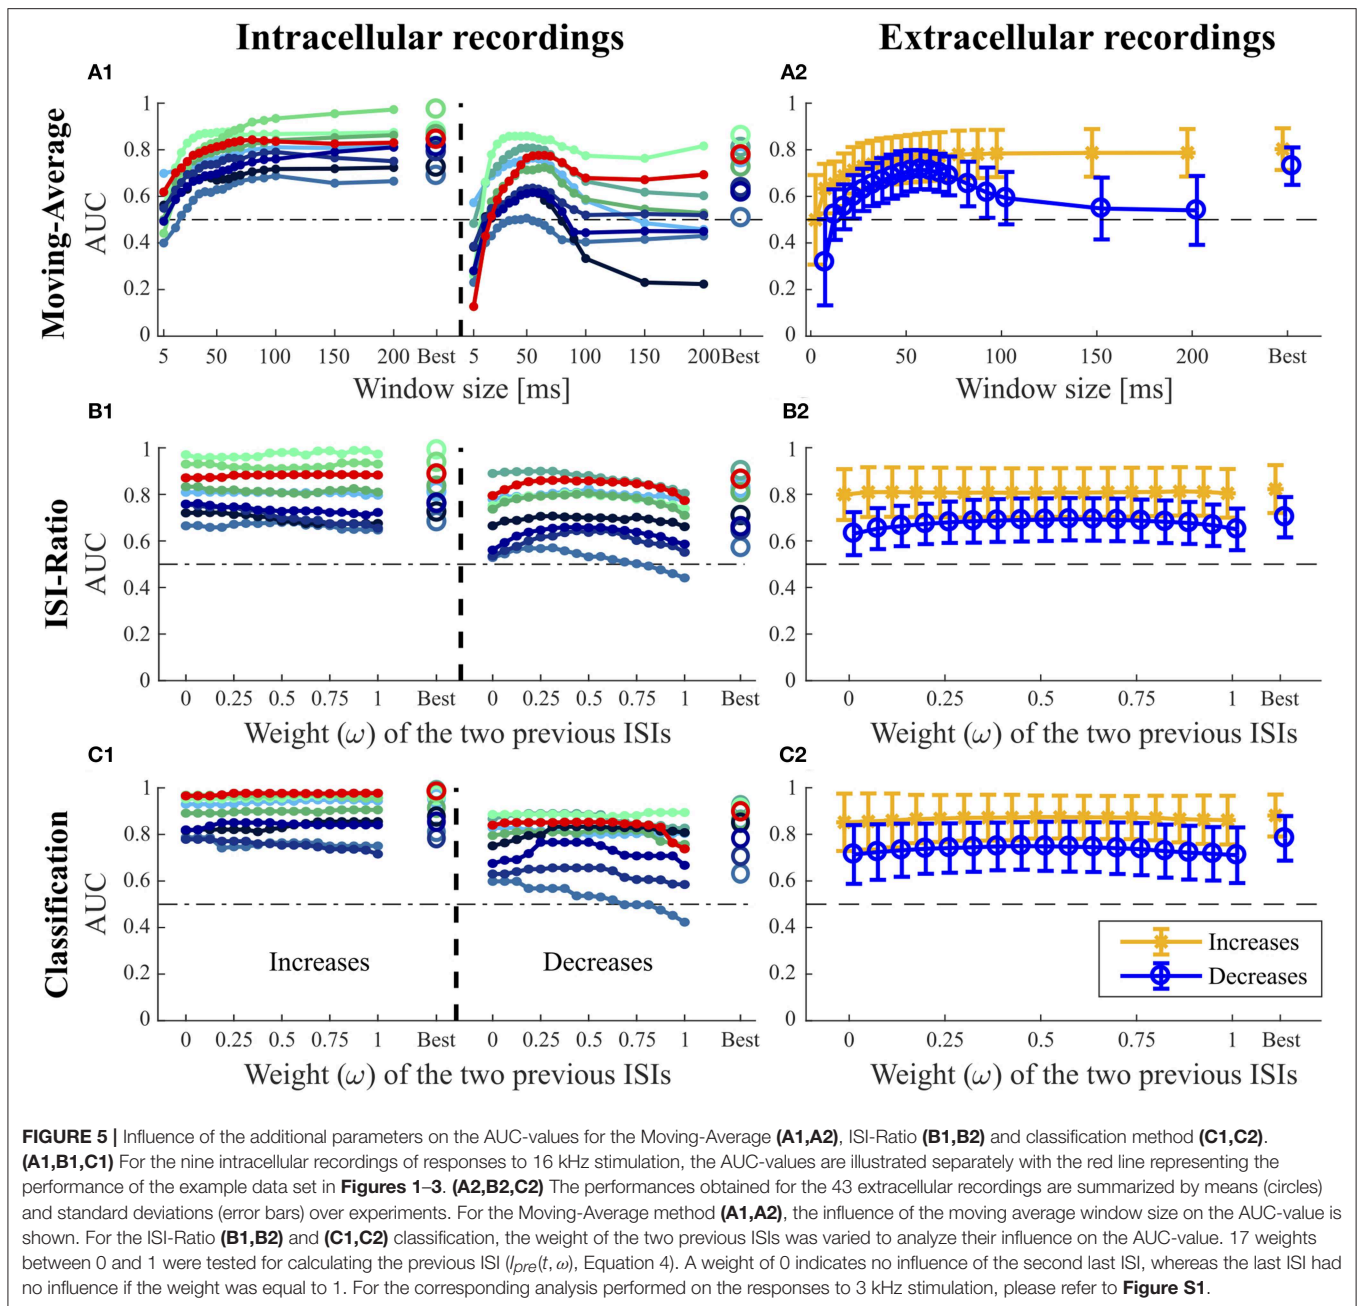 Intracellular recordings
Extracellular recordings
A1
A2
Moving-Average
AUC
1
0.8
0.6
0.4
0.2
0
5 50 100 150 200 Best
5 50 100 150 200 Best
Window size [ms]
1
0.8
0.6
0.4
0.2
0
0 50 100 150 200 Best
Window size [ms]
B1
B2
ISI-Ratio
AUC
1
0.8
0.6
0.4
0.2
0
0 0.25 0.5 0.75 1 Best
0 0.25 0.5 0.75 1 Best
Weight (ω) of the two previous ISIs
1
0.8
0.6
0.4
0.2
0
0 0.25 0.5 0.75 1 Best
Weight (ω) of the two previous ISIs
C1
C2
Classification
AUC
1
0.8
0.6
0.4
0.2
0
Increases
Decreases
0 0.25 0.5 0.75 1 Best
0 0.25 0.5 0.75 1 Best
Weight (ω) of the two previous ISIs
1
0.8
0.6
0.4
0.2
0
Increases
Decreases
0 0.25 0.5 0.75 1 Best
Weight (ω) of the two previous ISIs
FIGURE 5 | Influence of the additional parameters on the AUC-values for the Moving-Average (A1,A2), ISI-Ratio (B1,B2) and classification method (C1,C2).
(A1,B1,C1) For the nine intracellular recordings of responses to 16 kHz stimulation, the AUC-values are illustrated separately with the red line representing the
performance of the example data set in Figures 1–3. (A2,B2,C2) The performances obtained for the 43 extracellular recordings are summarized by means (circles)
and standard deviations (error bars) over experiments. For the Moving-Average method (A1,A2), the influence of the moving average window size on the AUC-value is
shown. For the ISI-Ratio (B1,B2) and (C1,C2) classification, the weight of the two previous ISIs was varied to analyze their influence on the AUC-value. 17 weights
between 0 and 1 were tested for calculating the previous ISI (Ipre(t, ω), Equation 4). A weight of 0 indicates no influence of the second last ISI, whereas the last ISI had
no influence if the weight was equal to 1. For the corresponding analysis performed on the responses to 3 kHz stimulation, please refer to Figure S1.